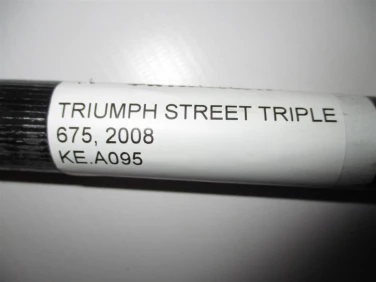 TRIUMPH STREET TRIPLE
675, 2008
KE.A095